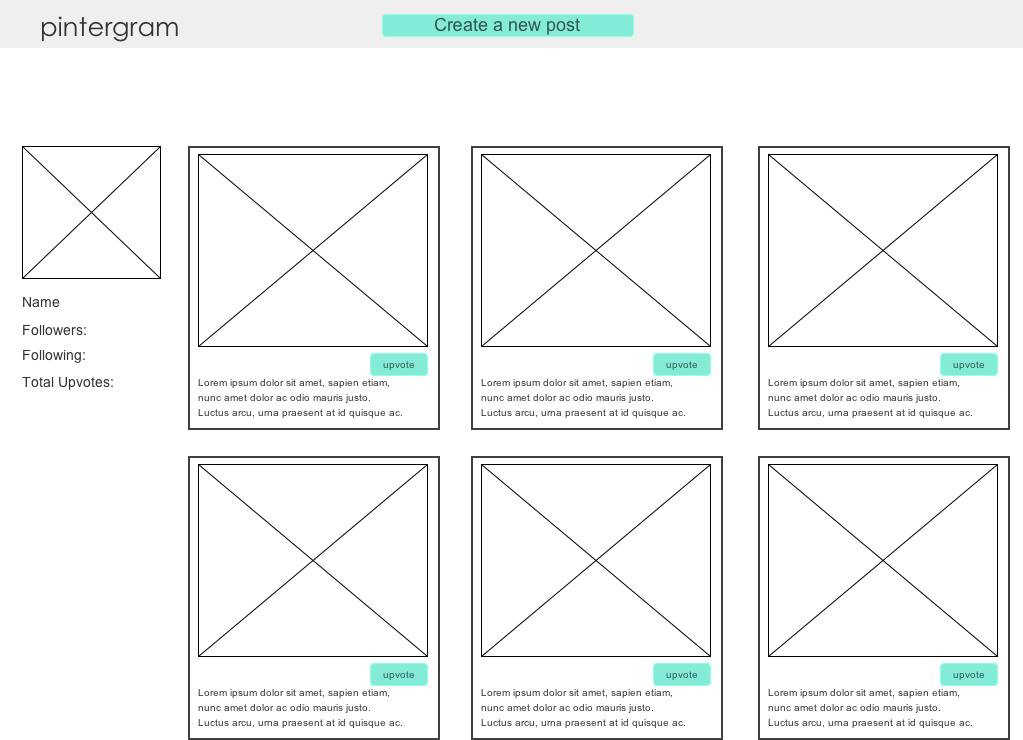 pintergram
Create a new post
Name
Followers:
Following:
Total Upvotes:
upvote
Lorem ipsum dolor sit amet, sapien etiam,
nunc amet dolor ac odio mauris justo.
Luctus arcu, urna praesent at id quisque ac.
upvote
Lorem ipsum dolor sit amet, sapien etiam,
nunc amet dolor ac odio mauris justo.
Luctus arcu, urna praesent at id quisque ac.
upvote
Lorem ipsum dolor sit amet, sapien etiam,
nunc amet dolor ac odio mauris justo.
Luctus arcu, urna praesent at id quisque ac.
upvote
Lorem ipsum dolor sit amet, sapien etiam,
nunc amet dolor ac odio mauris justo.
Luctus arcu, urna praesent at id quisque ac.
upvote
Lorem ipsum dolor sit amet, sapien etiam,
nunc amet dolor ac odio mauris justo.
Luctus arcu, urna praesent at id quisque ac.
upvote
Lorem ipsum dolor sit amet, sapien etiam,
nunc amet dolor ac odio mauris justo.
Luctus arcu, urna praesent at id quisque ac.